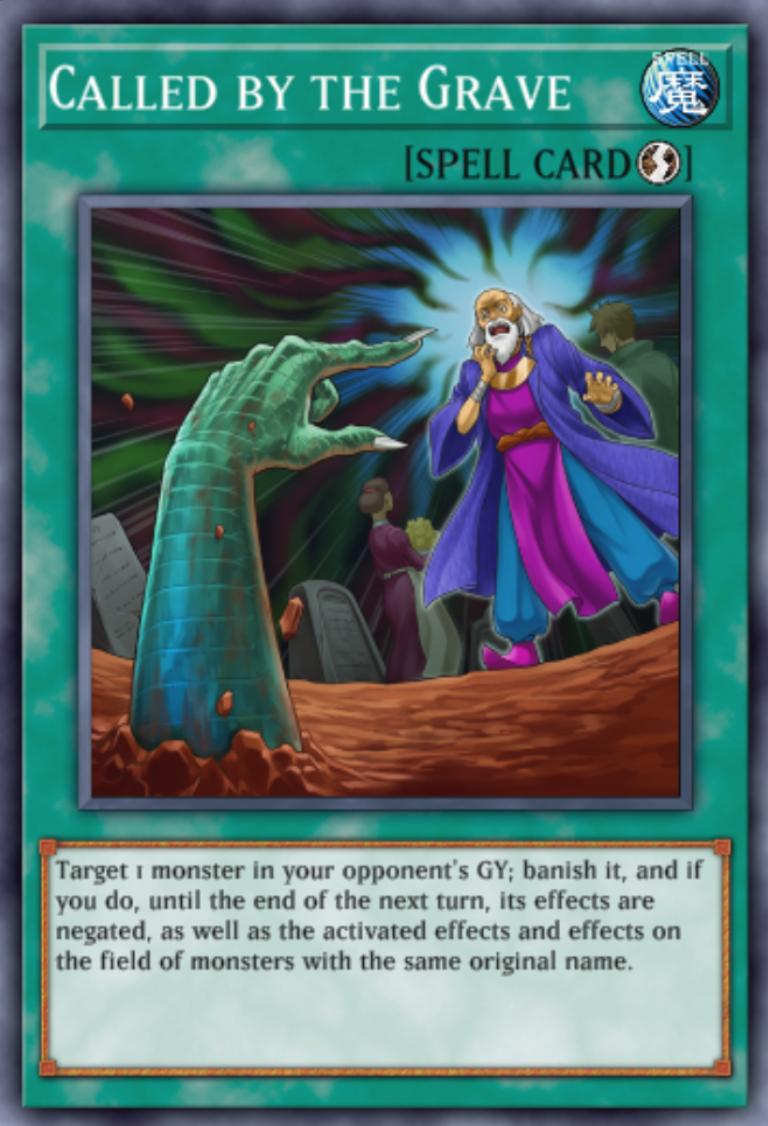 CALLED BY THE GRAVE
SPELL
魔
[SPELL CARD]
Target 1 monster in your opponent's GY; banish it, and if
you do, until the end of the next turn, its effects are
negated, as well as the activated effects and effects on
the field of monsters with the same original name.